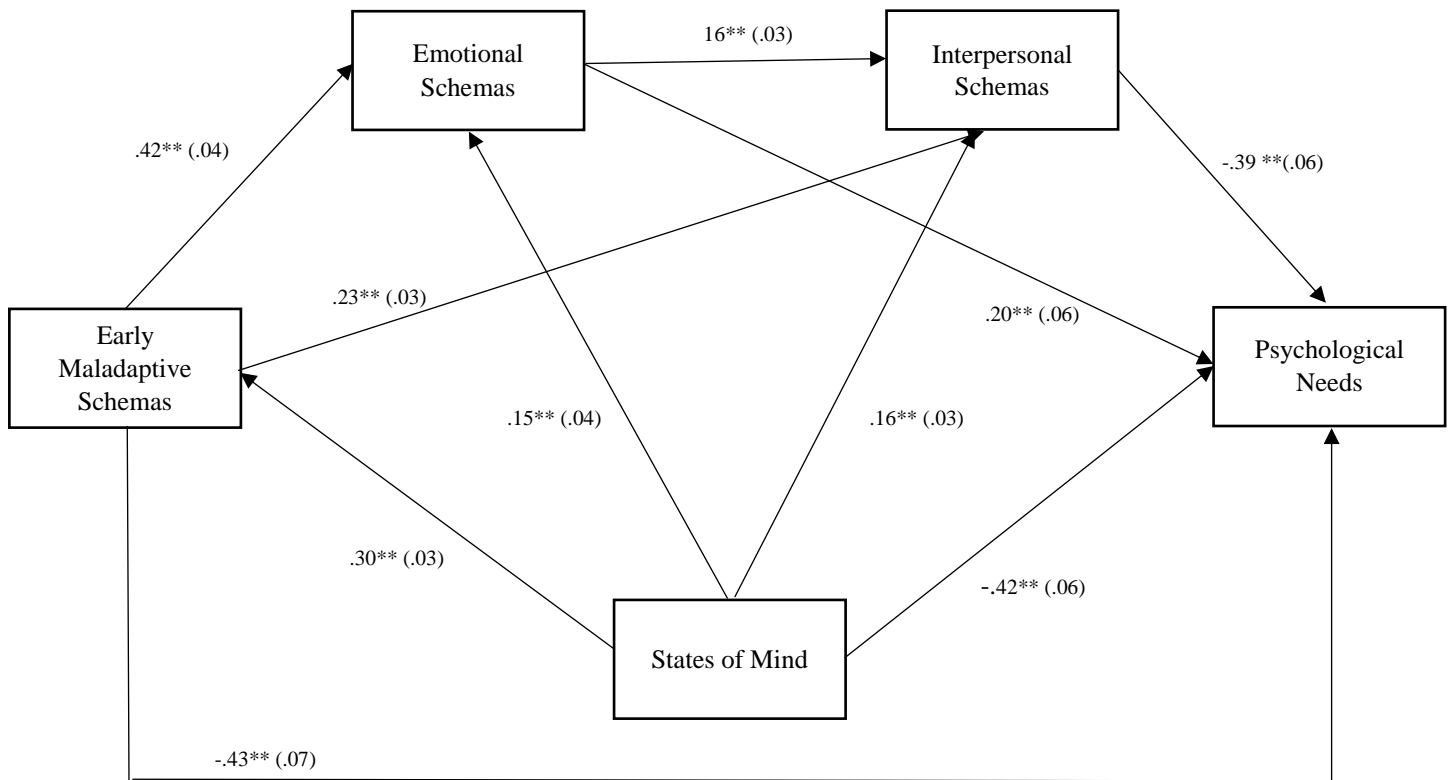 16** (.03)
Emotional
Schemas
Interpersonal
Schemas
.42** (.04)
-.39 **(.06)
.23** (.03)
.20** (.06)
Early
Maladaptive
Schemas
Psychological
Needs
.15** (.04)
.16** (.03)
.30** (.03)
-.42** (.06)
States of Mind
-.43** (.07)